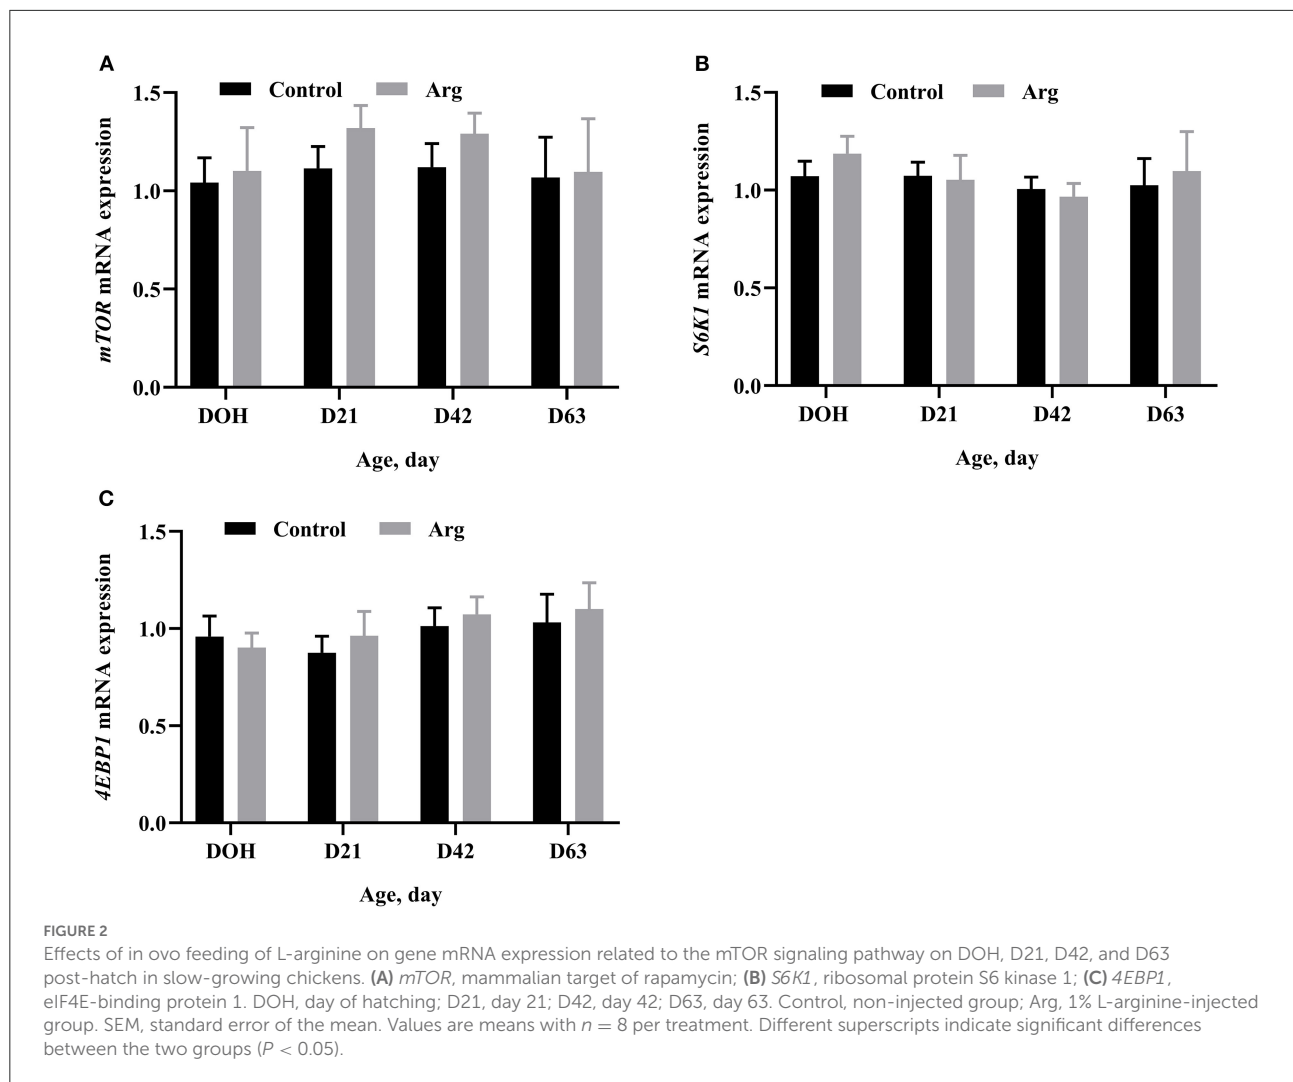 A
Control Arg
1.5
1.0
0.5
0.0
mTOR mRNA expression
DOH D21 D42 D63
Age, day
B
Control Arg
1.5
1.0
0.5
0.0
S6K1 mRNA expression
DOH D21 D42 D63
Age, day
C
Control Arg
1.5
1.0
0.5
0.0
4EBP1 mRNA expression
DOH D21 D42 D63
Age, day
FIGURE 2
Effects of in ovo feeding of L-arginine on gene mRNA expression related to the mTOR signaling pathway on DOH, D21, D42, and D63
post-hatch in slow-growing chickens. (A) mTOR, mammalian target of rapamycin; (B) S6K1, ribosomal protein S6 kinase 1; (C) 4EBP1,
eIF4E-binding protein 1. DOH, day of hatching; D21, day 21; D42, day 42; D63, day 63. Control, non-injected group; Arg, 1% L-arginine-injected
group. SEM, standard error of the mean. Values are means with n = 8 per treatment. Different superscripts indicate significant differences
between the two groups (P < 0.05).